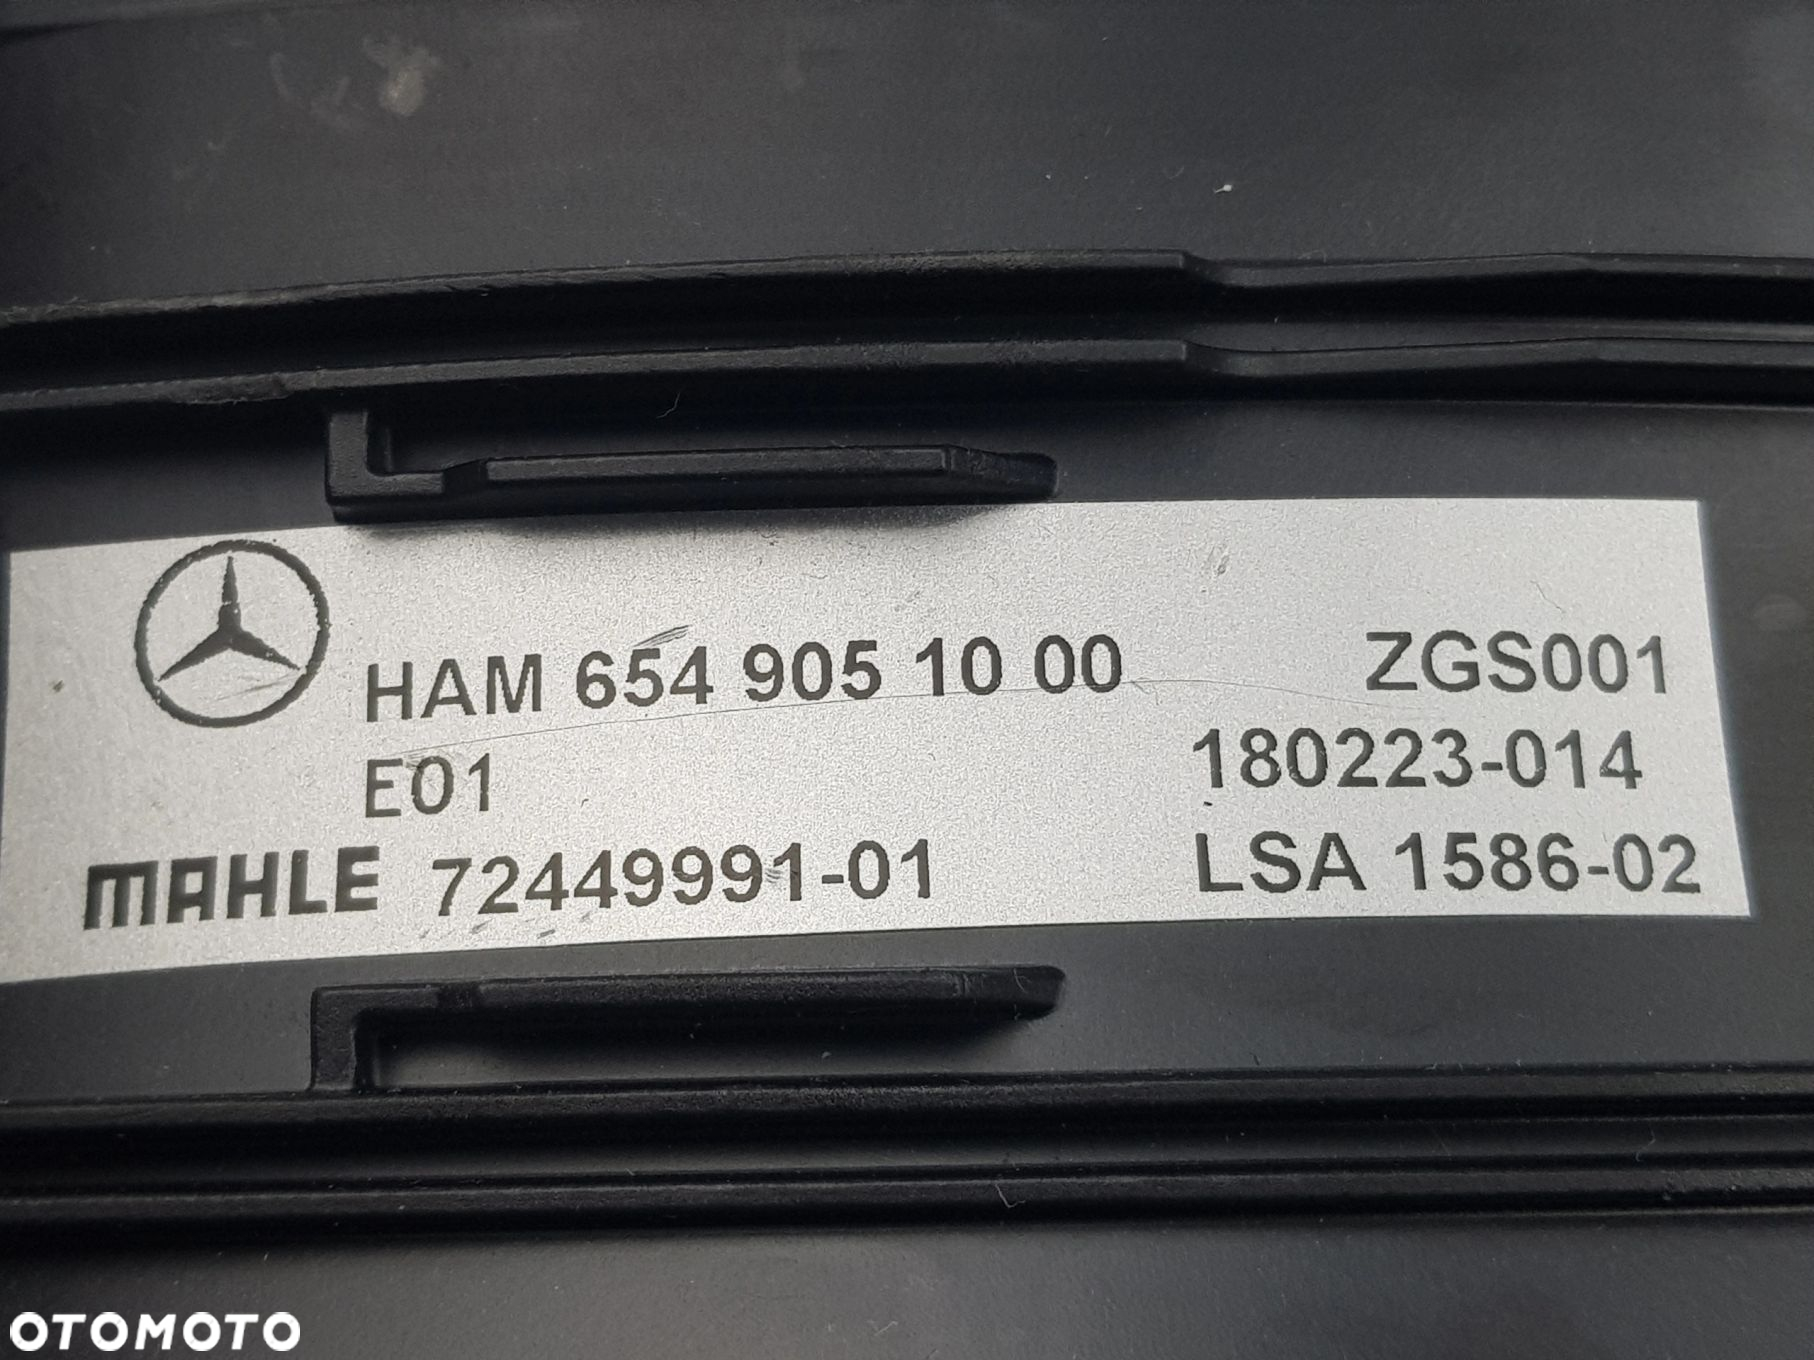 HAM 654 905 10 00 ZGS001
E01 180223-014
MAHLE 72449991-01 LSA 1586-02
OTOMOTO